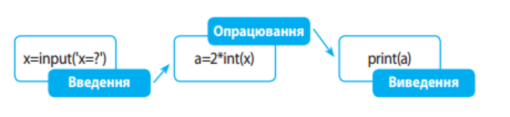 x=input('x=?')
Введення
Опрацювання
a=2*int(x)
print(a)
Виведення